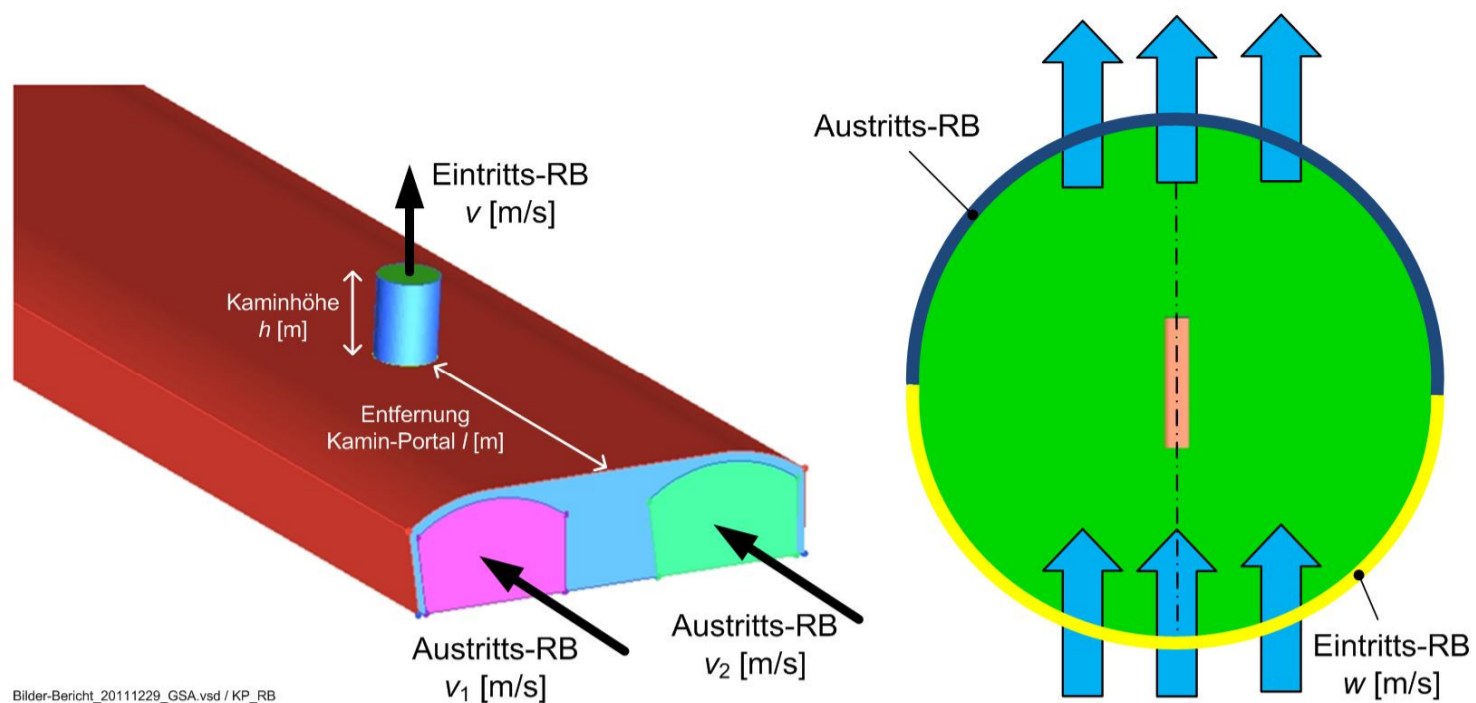 Eintritts-RB
v [m/s]
Kaminhöhe
h [m]
Entfernung
Kamin-Portal l [m]
Austritts-RB
v1 [m/s]
Austritts-RB
v2 [m/s]
Bilder-Bericht_20111229_GSA.vsd / KP_RB
Austritts-RB
Eintritts-RB
w [m/s]